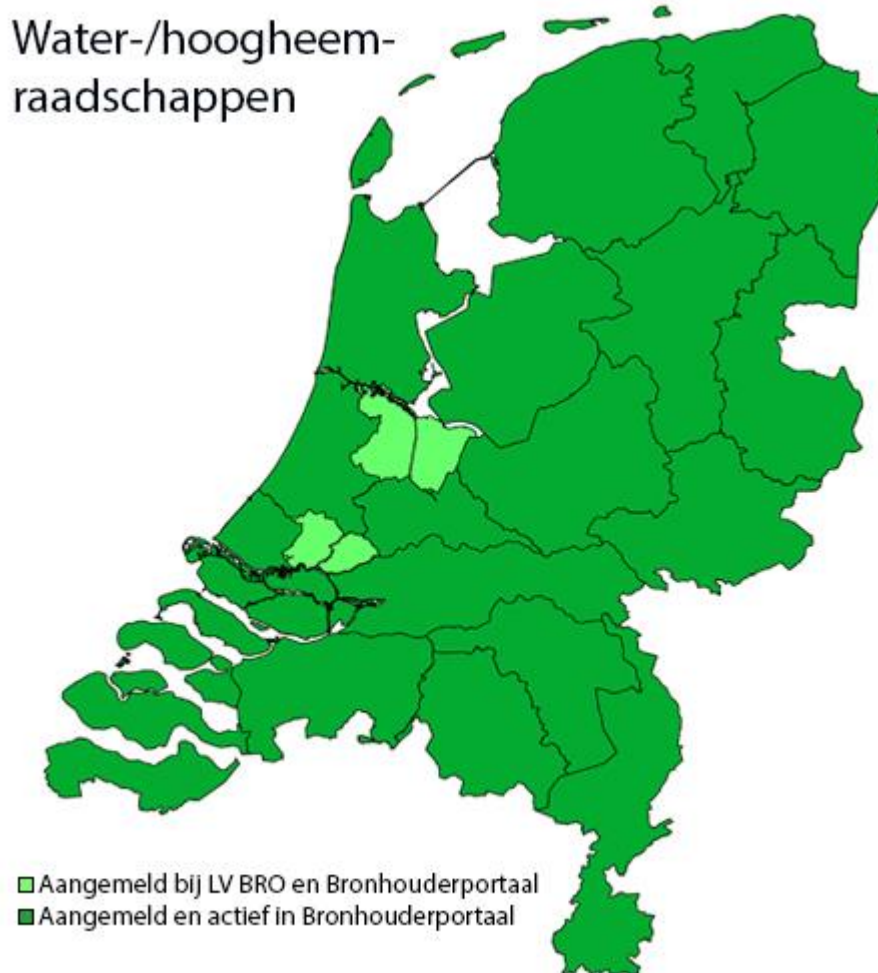 Water-/hoogheem-
raadschappen
Aangemeld bij LV BRO en Bronhouderportaal
Aangemeld en actief in Bronhouderportaal